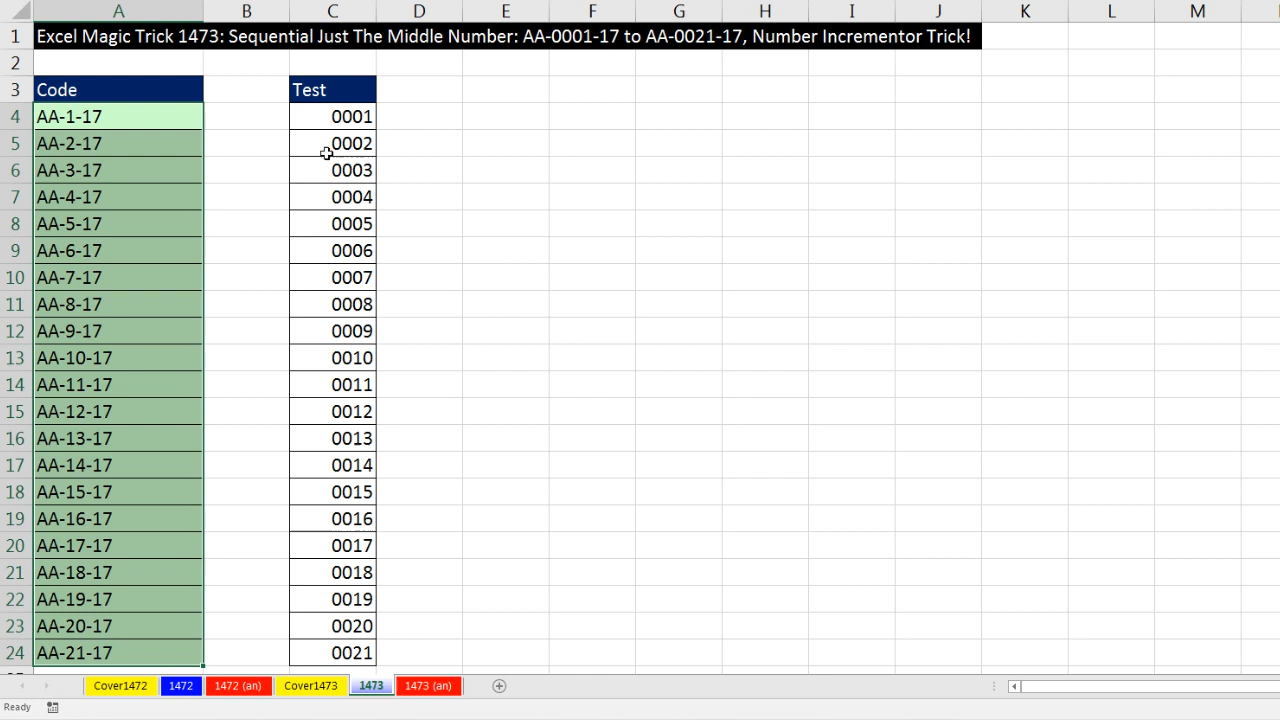 A B C D E F G H I J K L M
1 Excel Magic Trick 1473: Sequential Just The Middle Number: AA-0001-17 to AA-0021-17, Number Incrementor Trick!
2
3 Code Test
4 AA-1-17 0001
5 AA-2-17 0002
6 AA-3-17 0003
7 AA-4-17 0004
8 AA-5-17 0005
9 AA-6-17 0006
10 AA-7-17 0007
11 AA-8-17 0008
12 AA-9-17 0009
13 AA-10-17 0010
14 AA-11-17 0011
15 AA-12-17 0012
16 AA-13-17 0013
17 AA-14-17 0014
18 AA-15-17 0015
19 AA-16-17 0016
20 AA-17-17 0017
21 AA-18-17 0018
22 AA-19-17 0019
23 AA-20-17 0020
24 AA-21-17 0021
Cover1472 1472 1472 (an) Cover1473 1473 1473 (an)
Ready